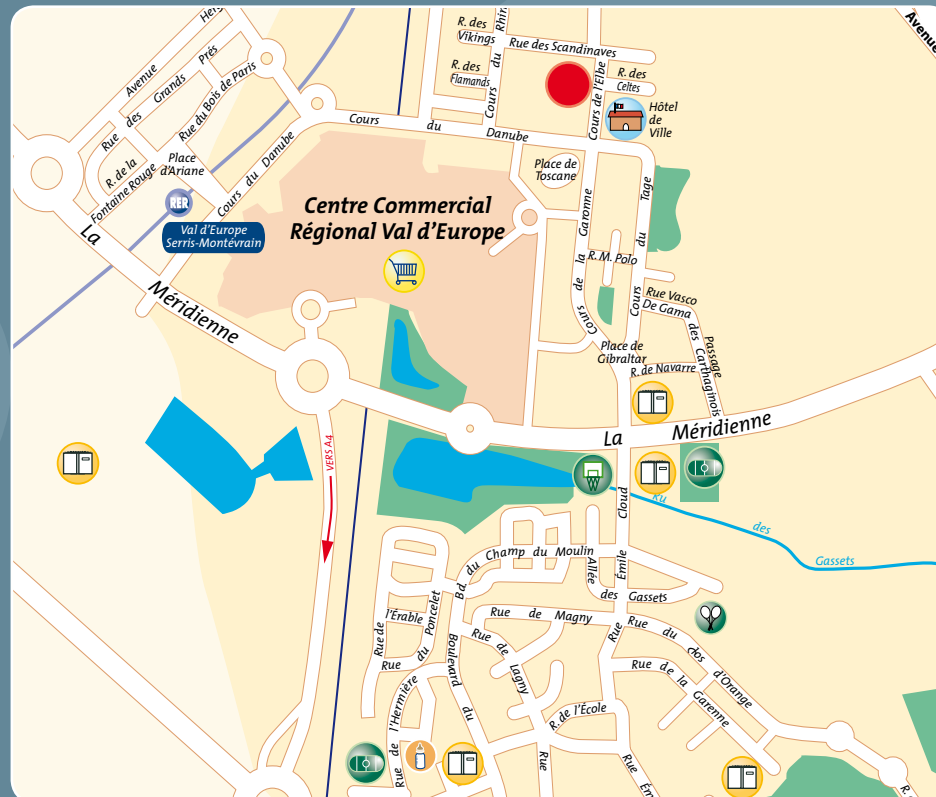 Avenue
Herg
Avenue
Rue des Grands Prés
Rue du Bois de Paris
R. de la
Fontaine Rouge
Place
d'Ariane
RER
Val d'Europe
Serris-Montévrain
Cours du Danube
Cours du Danube
R. des
Vikings
Rue des Scandinaves
R. des
Flamands
Cours du Rhin
Cours de l'Elbe
R. des
Celtes
Hôtel
de
Ville
Place de
Toscane
Centre Commercial
Régional Val d'Europe
Cours de la Garonne
Cours du Tage
R. M. Polo
Rue Vasco
De Gama
Passage
des Carthaginois
Place de
Gibraltar
R. de Navarre
La Méridienne
La Méridienne
VERS A4
Ru des Gassets
Rue Émile Cloud
Bd. du Champ du Moulin
Allée
des Gassets
Rue de Magny
Rue du Clos d'Orange
Rue de
l'Érable
Rue du Poncelet
Boulevard du
Rue de Lagny
Rue de l'Hermière
R. de l'École
Rue de la Garenne
Rue
Rue Ém
R.